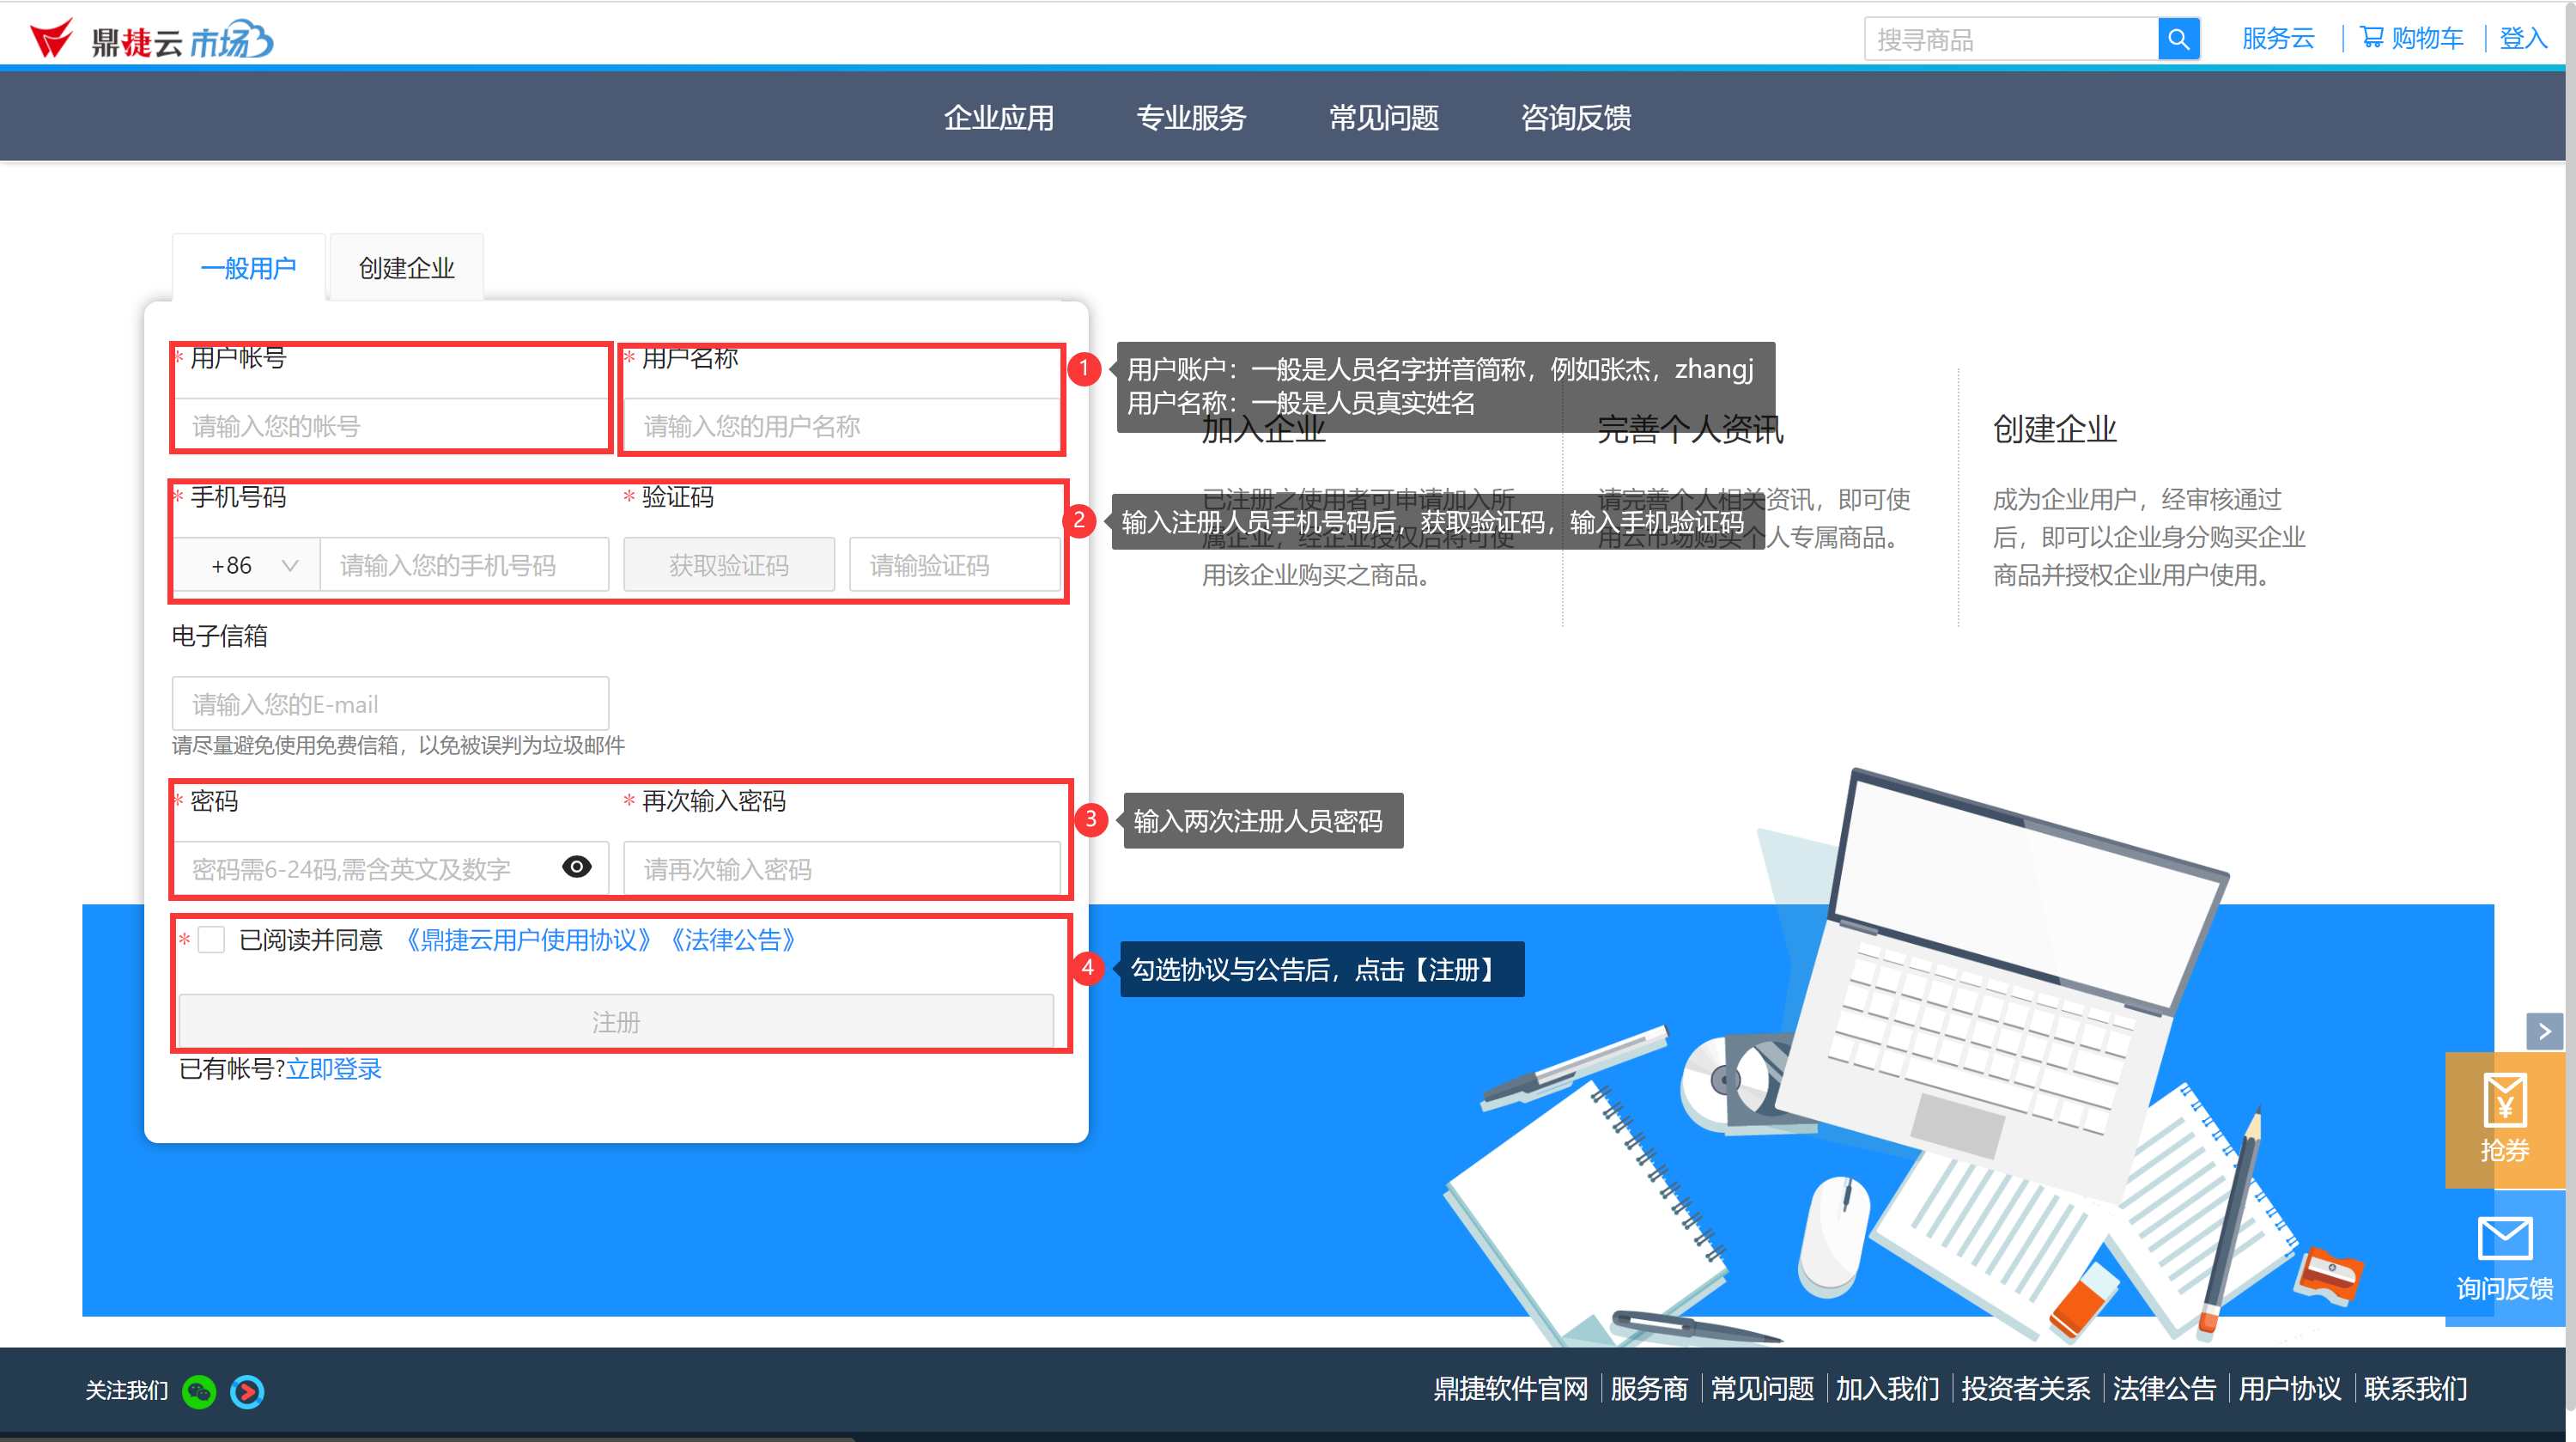 鼎捷云 市场
搜寻商品
服务云
购物车
登入
企业应用
专业服务
常见问题
咨询反馈
一般用户
创建企业
* 用户帐号
* 用户名称
请输入您的帐号
请输入您的用户名称
1
用户账户：一般是人员名字拼音简称，例如张杰，zhangj
用户名称：一般是人员真实姓名
* 手机号码
* 验证码
+86
请输入您的手机号码
获取验证码
请输验证码
2
输入注册人员手机号码后，获取验证码，输入手机验证码
电子信箱
请输入您的E-mail
请尽量避免使用免费信箱，以免被误判为垃圾邮件
* 密码
* 再次输入密码
密码需6-24码,需含英文及数字
请再次输入密码
3
输入两次注册人员密码
* 已阅读并同意 《鼎捷云用户使用协议》《法律公告》
注册
4
勾选协议与公告后，点击【注册】
已有帐号?立即登录
加入企业
已注册之使用者可申请加入所
属企业，经企业授权后将可使
用该企业购买之商品。
完善个人资讯
请完善个人相关资讯，即可使
用云市场购买个人专属商品。
创建企业
成为企业用户，经审核通过
后，即可以企业身分购买企业
商品并授权企业用户使用。
抢券
询问反馈
关注我们
鼎捷软件官网
服务商
常见问题
加入我们
投资者关系
法律公告
用户协议
联系我们